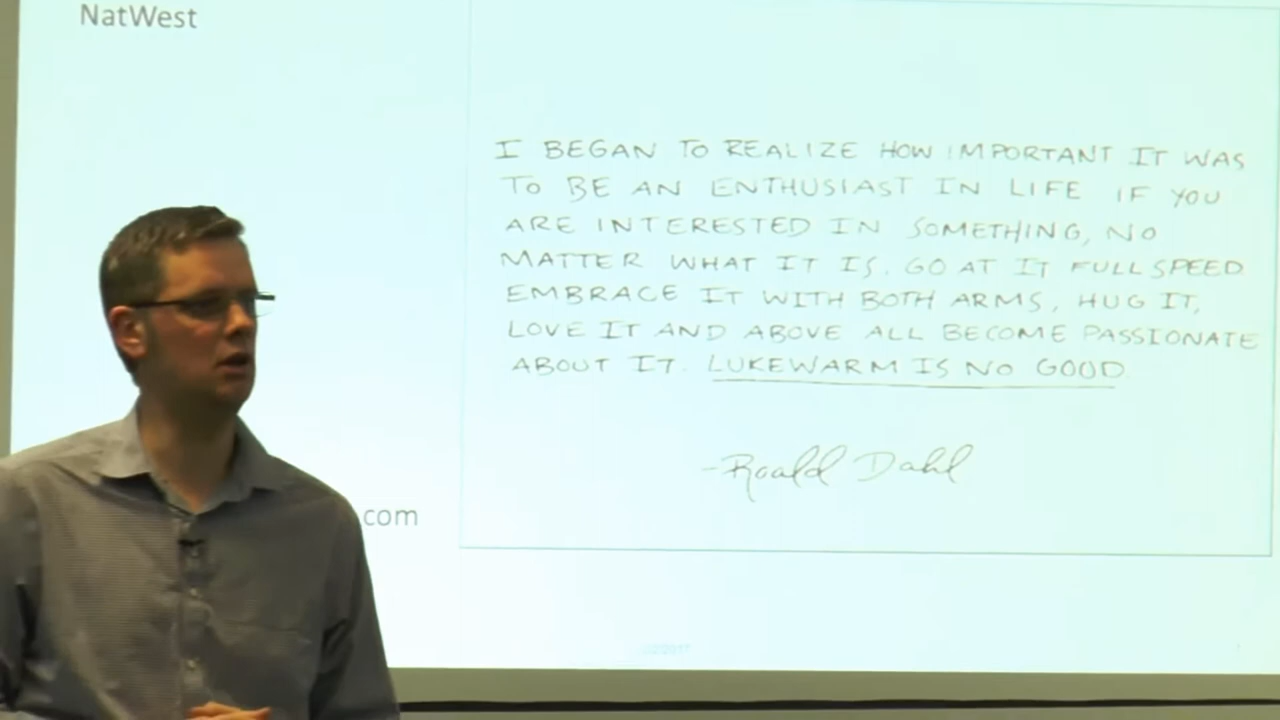 NatWest
I BEGAN TO REALIZE HOW IMPORTANT IT WAS
TO BE AN ENTHUSIAST IN LIFE IF YOU
ARE INTERESTED IN SOMETHING, NO
MATTER WHAT IT IS. GO AT IT FULL SPEED
EMBRACE IT WITH BOTH ARMS, HUG IT,
LOVE IT AND ABOVE ALL BECOME PASSIONATE
ABOUT IT. LUKEWARM IS NO GOOD
-Roald Dahl
.com